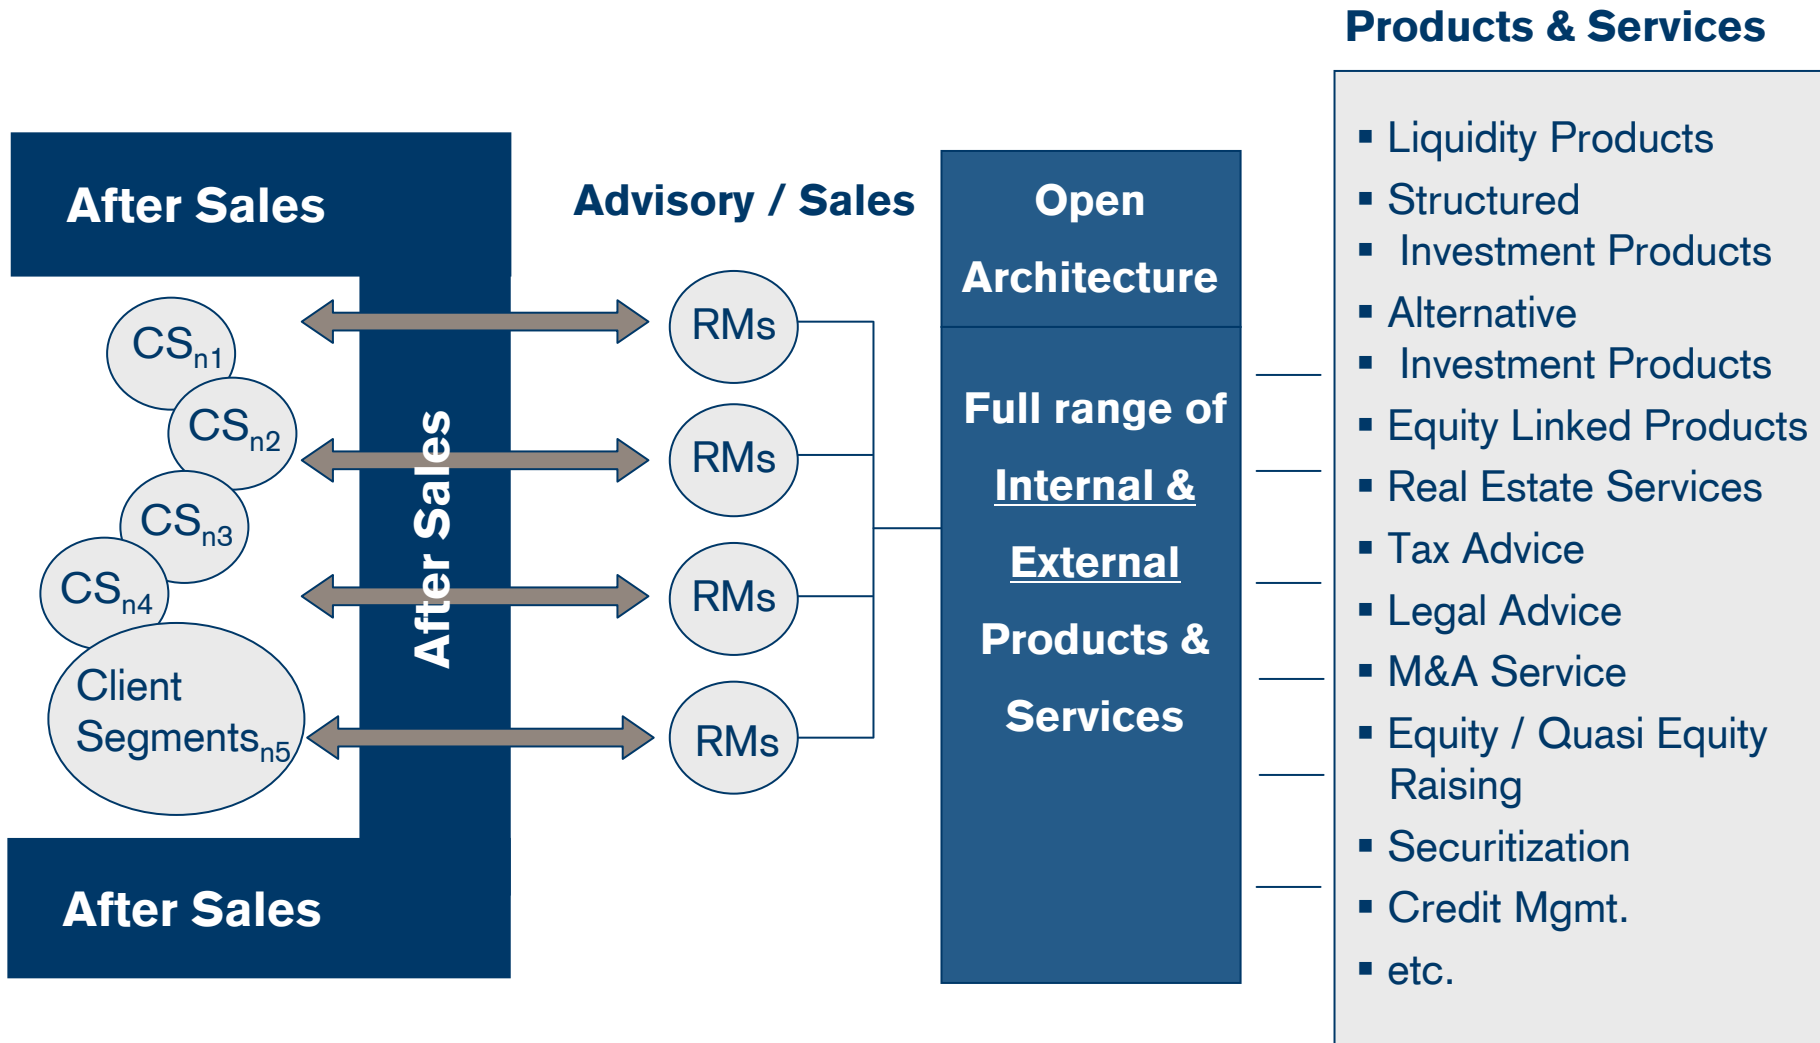 Products & Services
After Sales
CSn1
CSn2
CSn3
CSn4
Client
Segmentsn5
After Sales
After Sales
Advisory / Sales
RMs
RMs
RMs
RMs
Open
Architecture
Full range of
Internal &
External
Products &
Services
▪ Liquidity Products
▪ Structured
▪ Investment Products
▪ Alternative
▪ Investment Products
▪ Equity Linked Products
▪ Real Estate Services
▪ Tax Advice
▪ Legal Advice
▪ M&A Service
▪ Equity / Quasi Equity
Raising
▪ Securitization
▪ Credit Mgmt.
▪ etc.